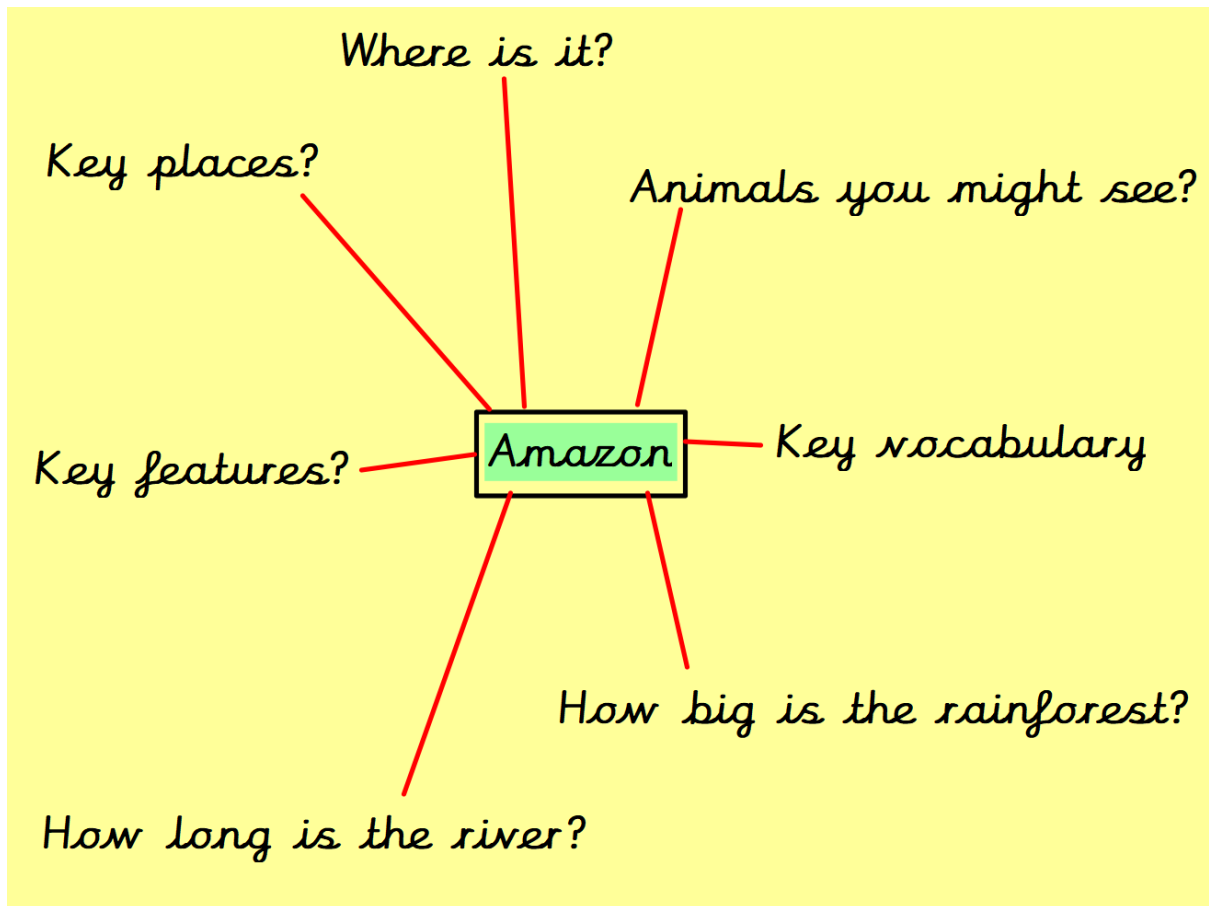 Where is it?
Key places?
Animals you might see?
Amazon
Key vocabulary
Key features?
How big is the rainforest?
How long is the river?